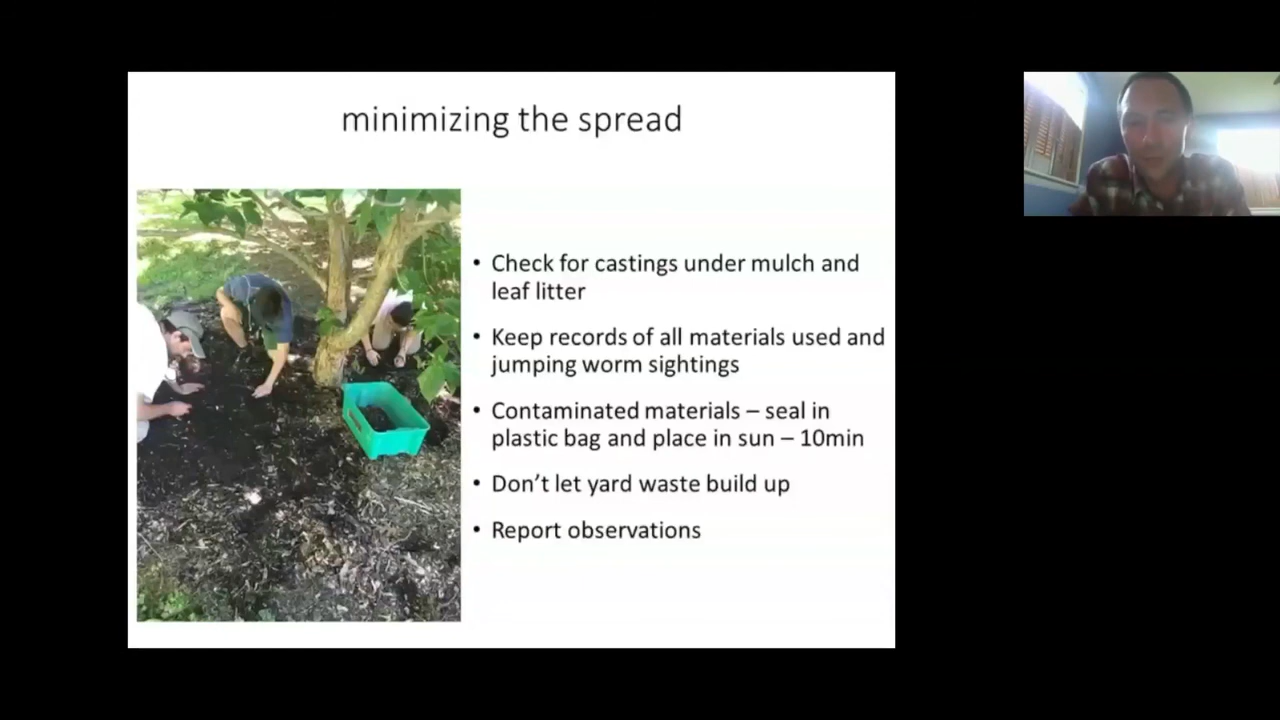 minimizing the spread
• Check for castings under mulch and
leaf litter
• Keep records of all materials used and
jumping worm sightings
• Contaminated materials – seal in
plastic bag and place in sun – 10min
• Don’t let yard waste build up
• Report observations